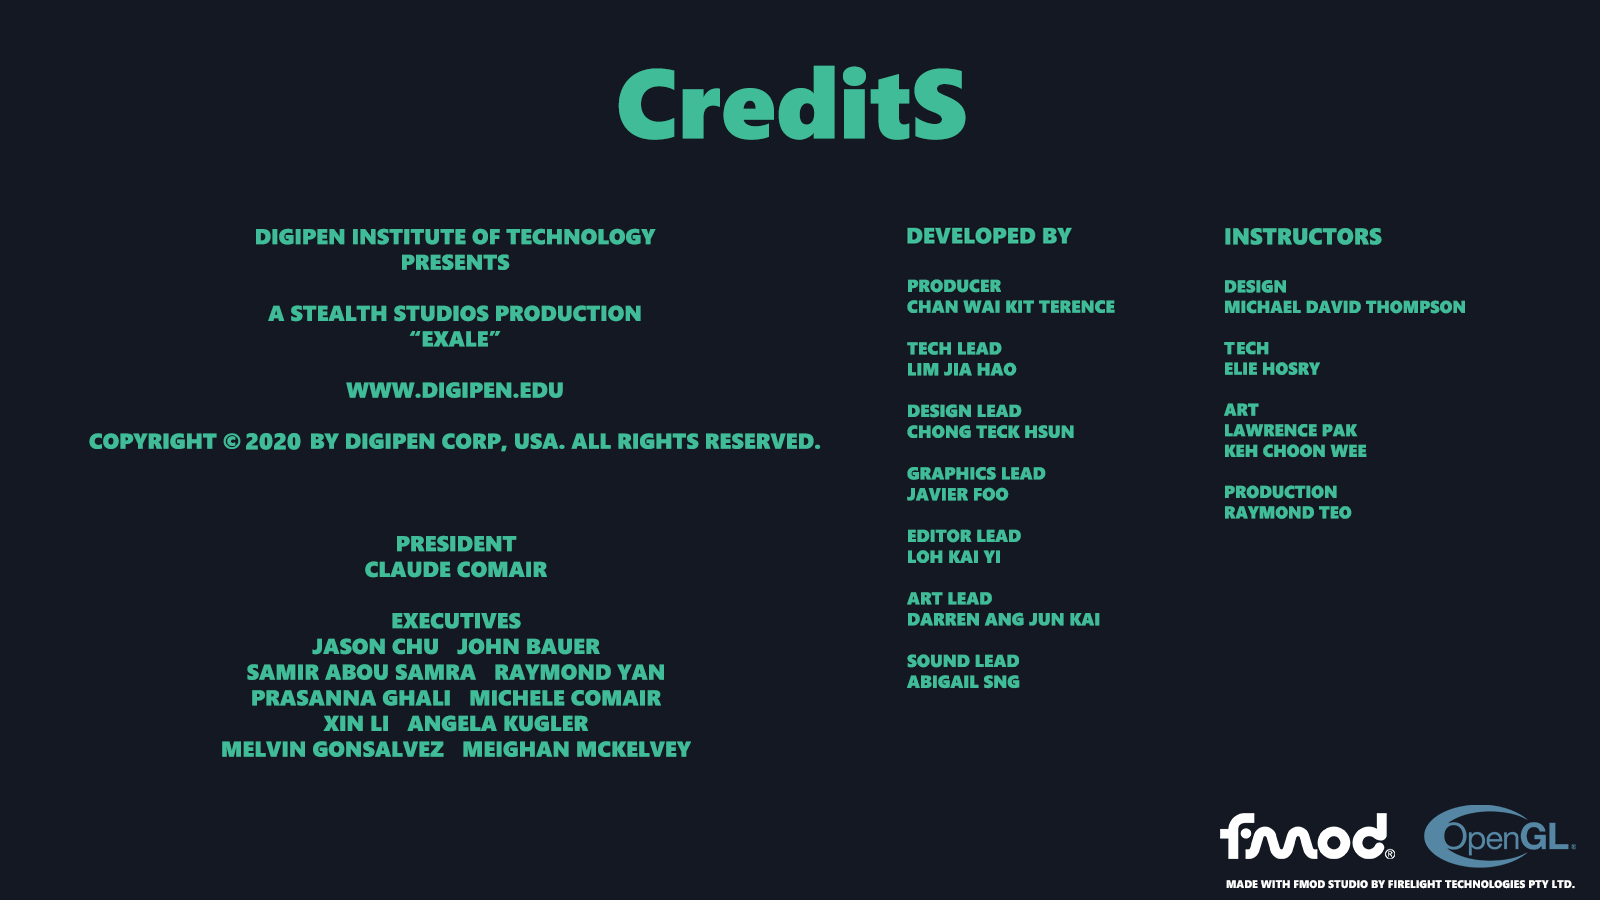 CreditS
DIGIPEN INSTITUTE OF TECHNOLOGY
PRESENTS
A STEALTH STUDIOS PRODUCTION
“EXALE”
WWW.DIGIPEN.EDU
COPYRIGHT © 2020 BY DIGIPEN CORP, USA. ALL RIGHTS RESERVED.
PRESIDENT
CLAUDE COMAIR
EXECUTIVES
JASON CHU JOHN BAUER
SAMIR ABOU SAMRA RAYMOND YAN
PRASANNA GHALI MICHELE COMAIR
XIN LI ANGELA KUGLER
MELVIN GONSALVEZ MEIGHAN MCKELVEY
DEVELOPED BY
PRODUCER
CHAN WAI KIT TERENCE
TECH LEAD
LIM JIA HAO
DESIGN LEAD
CHONG TECK HSUN
GRAPHICS LEAD
JAVIER FOO
EDITOR LEAD
LOH KAI YI
ART LEAD
DARREN ANG JUN KAI
SOUND LEAD
ABIGAIL SNG
INSTRUCTORS
DESIGN
MICHAEL DAVID THOMPSON
TECH
ELIE HOSRY
ART
LAWRENCE PAK
KEH CHOON WEE
PRODUCTION
RAYMOND TEO
fmod®
OpenGL®
MADE WITH FMOD STUDIO BY FIRELIGHT TECHNOLOGIES PTY LTD.